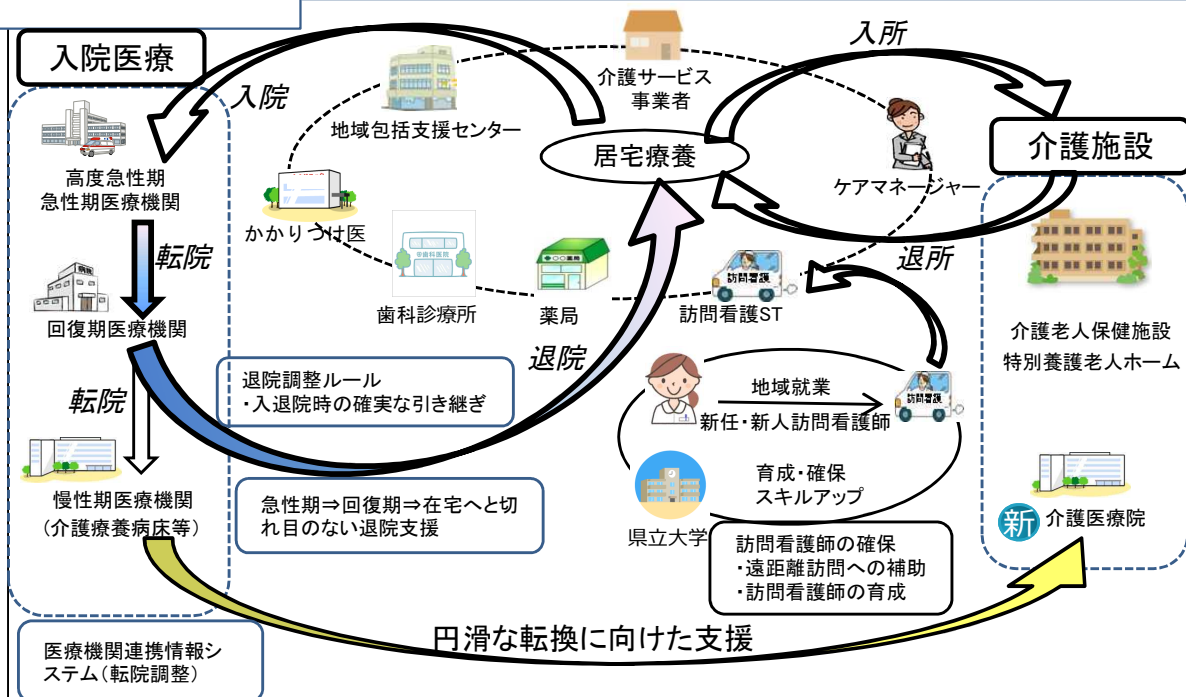 入院医療
入院
高度急性期
急性期医療機関
転院
回復期医療機関
転院
慢性期医療機関
（介護療養病床等）
医療機関連携情報シ
ステム（転院調整）
地域包括支援センター
介護サービス
事業者
居宅療養
かかりつけ医
歯科診療所
〇〇薬局
薬局
訪問看護
訪問看護ST
ケアマネージャー
入所
退所
介護施設
介護老人保健施設
特別養護老人ホーム
新
介護医療院
退院
退院調整ルール
・入退院時の確実な引き継ぎ
急性期⇒回復期⇒在宅へと切
れ目のない退院支援
地域就業
新任・新人訪問看護師
訪問看護
育成・確保
スキルアップ
県立大学
訪問看護師の確保
・遠距離訪問への補助
・訪問看護師の育成
円滑な転換に向けた支援